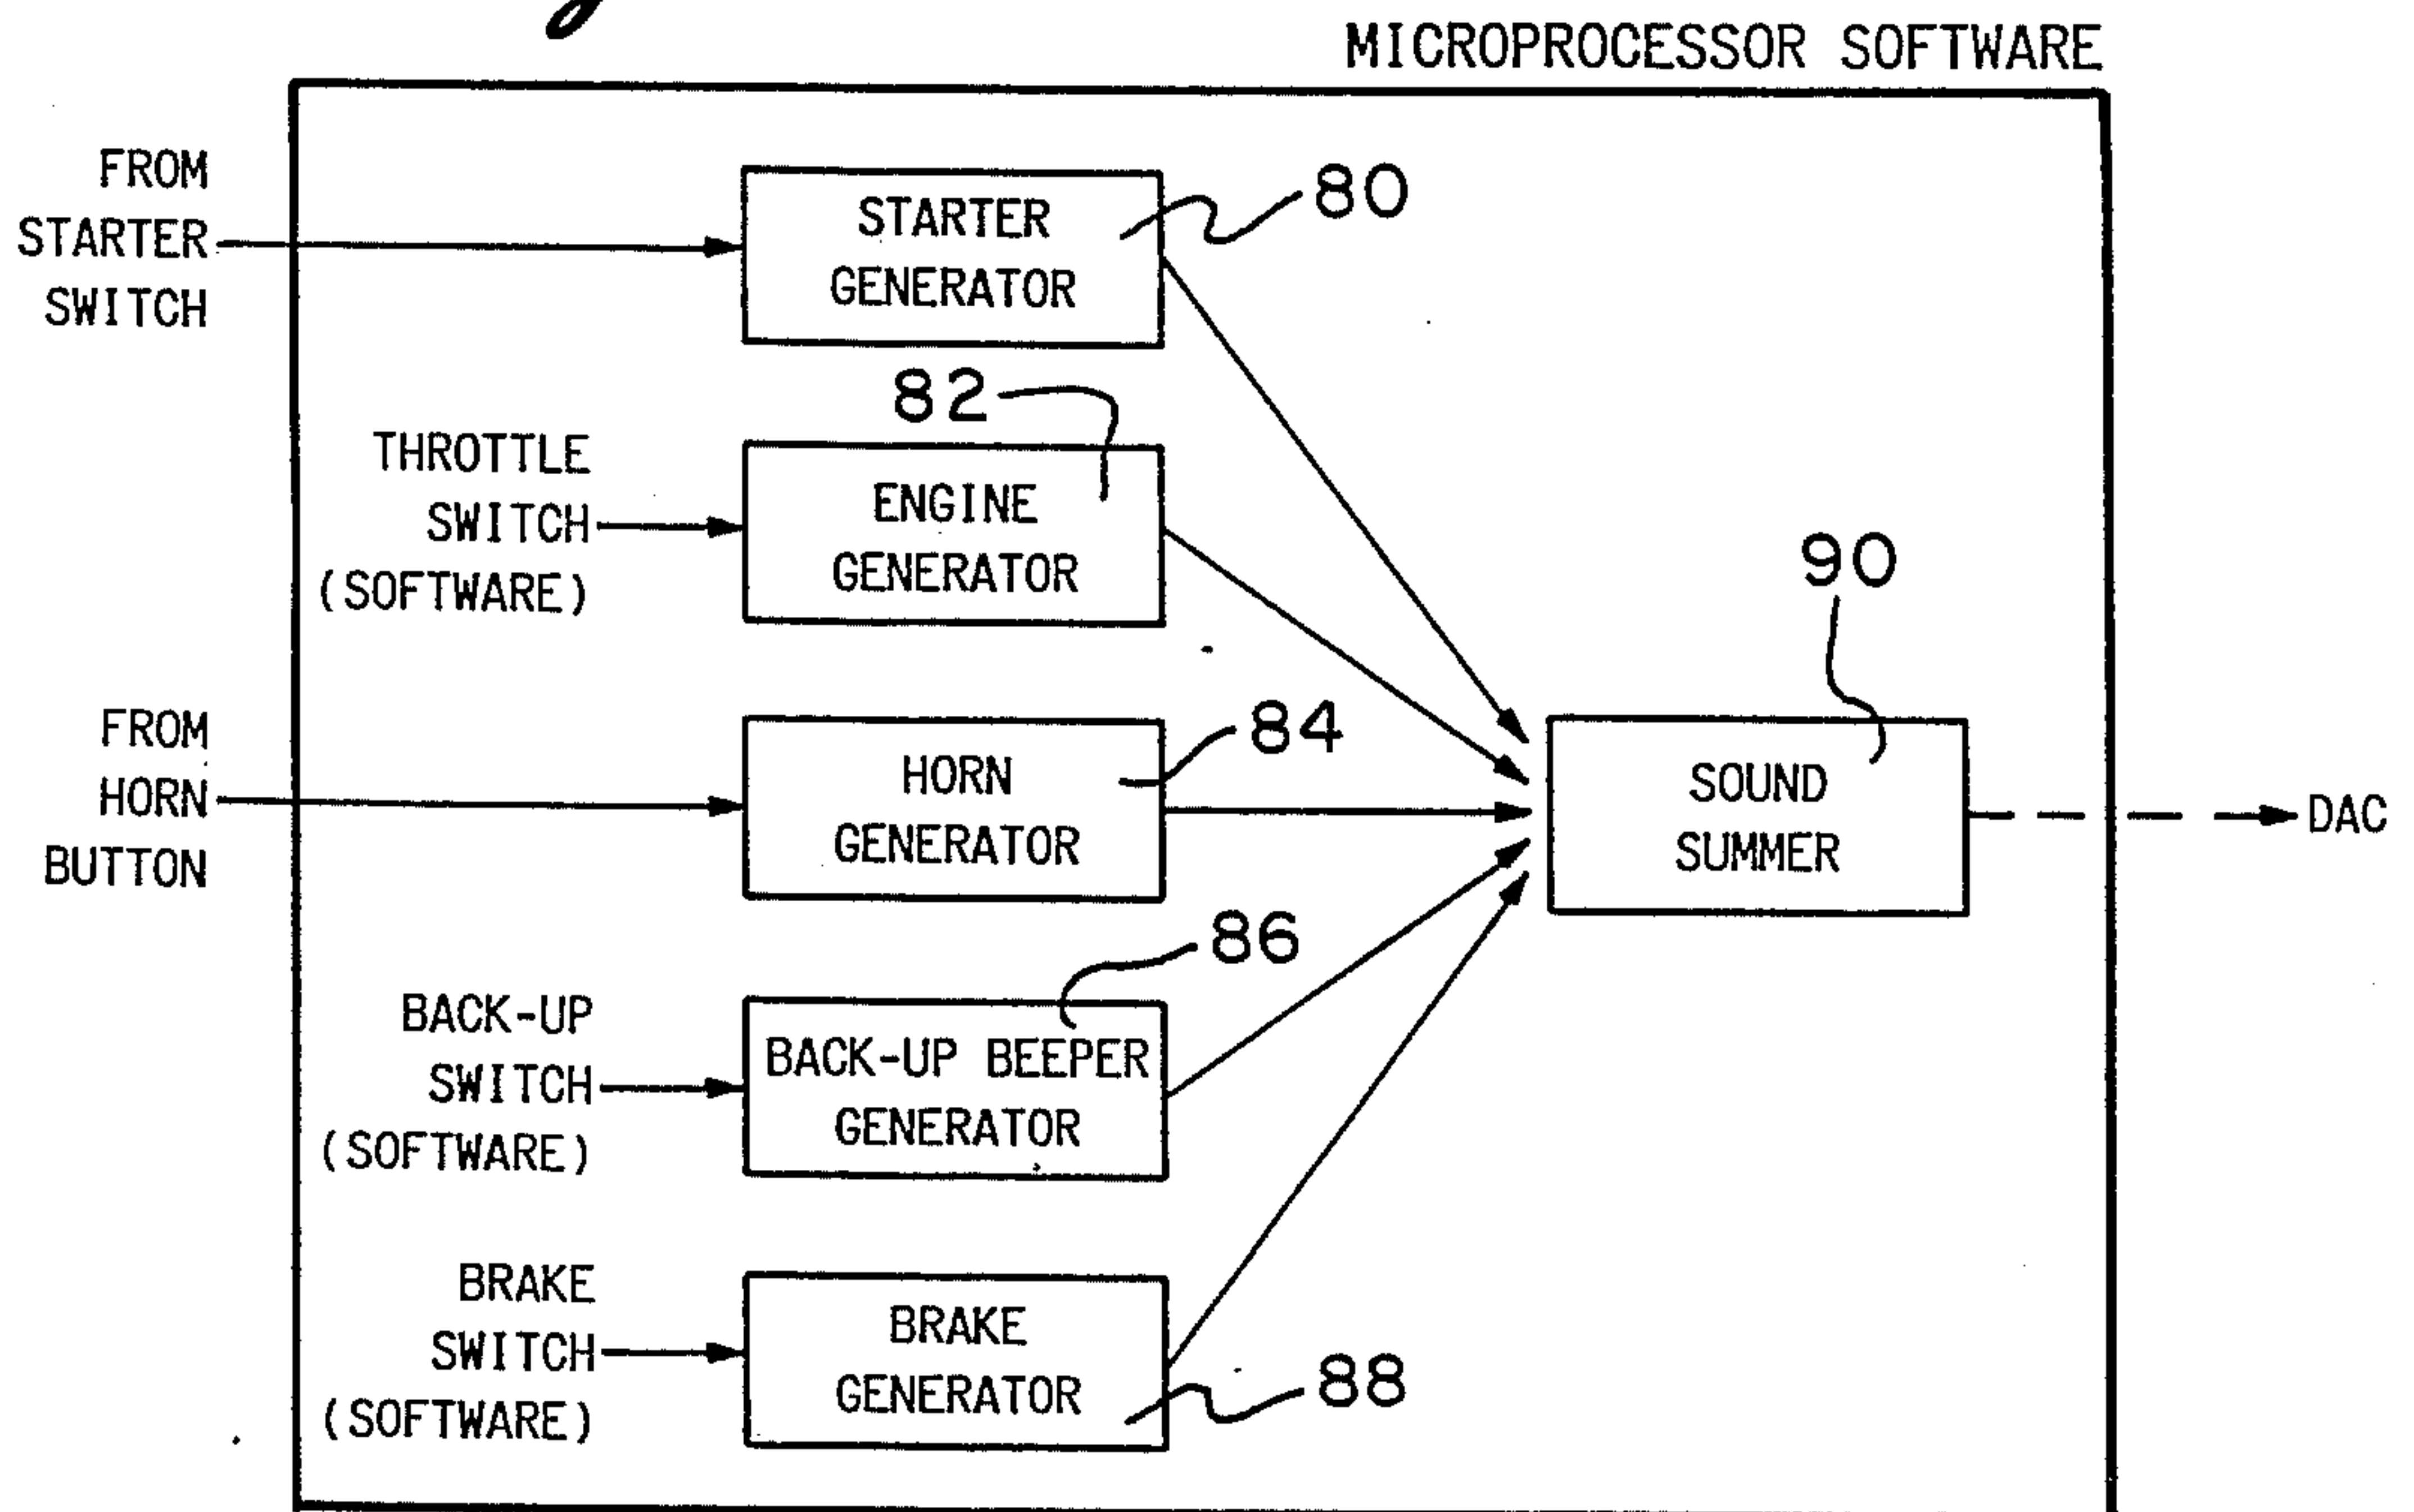 MICROPROCESSOR SOFTWARE
FROM
STARTER
SWITCH
STARTER
GENERATOR
80
THROTTLE
SWITCH
(SOFTWARE)
ENGINE
GENERATOR
82
FROM
HORN
BUTTON
HORN
GENERATOR
84
BACK-UP
SWITCH
(SOFTWARE)
BACK-UP BEEPER
GENERATOR
86
BRAKE
SWITCH
(SOFTWARE)
BRAKE
GENERATOR
88
SOUND
SUMMER
90
DAC